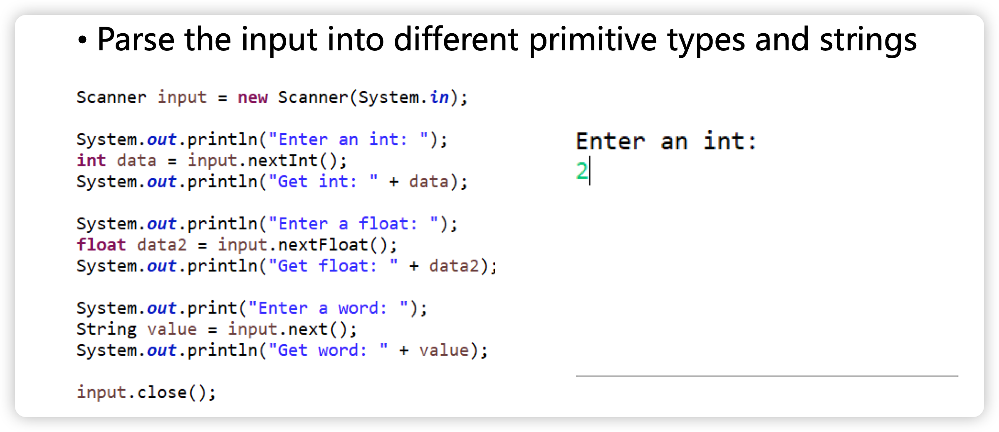 • Parse the input into different primitive types and strings
Scanner input = new Scanner(System.in);
System.out.println("Enter an int: ");
int data = input.nextInt();
System.out.println("Get int: " + data);
System.out.println("Enter a float: ");
float data2 = input.nextFloat();
System.out.println("Get float: " + data2);
System.out.print("Enter a word: ");
String value = input.next();
System.out.println("Get word: " + value);
input.close();
Enter an int:
2